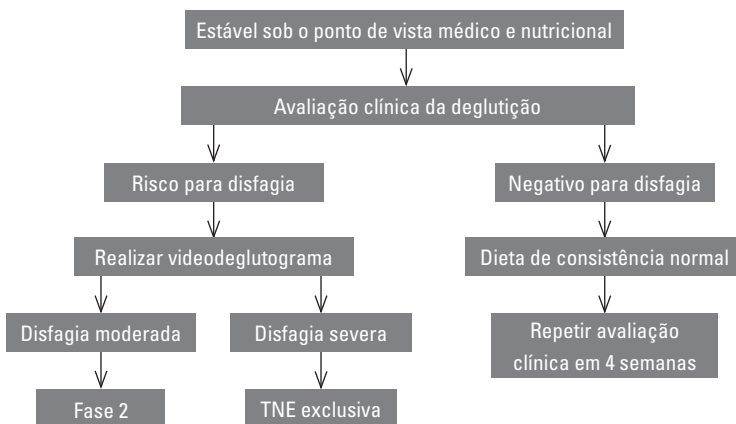 Estável sob o ponto de vista médico e nutricional
Avaliação clínica da deglutição
Risco para disfagia
Negativo para disfagia
Realizar videodeglutograma
Dieta de consistência normal
Disfagia moderada
Disfagia severa
Repetir avaliação
clínica em 4 semanas
Fase 2
TNE exclusiva